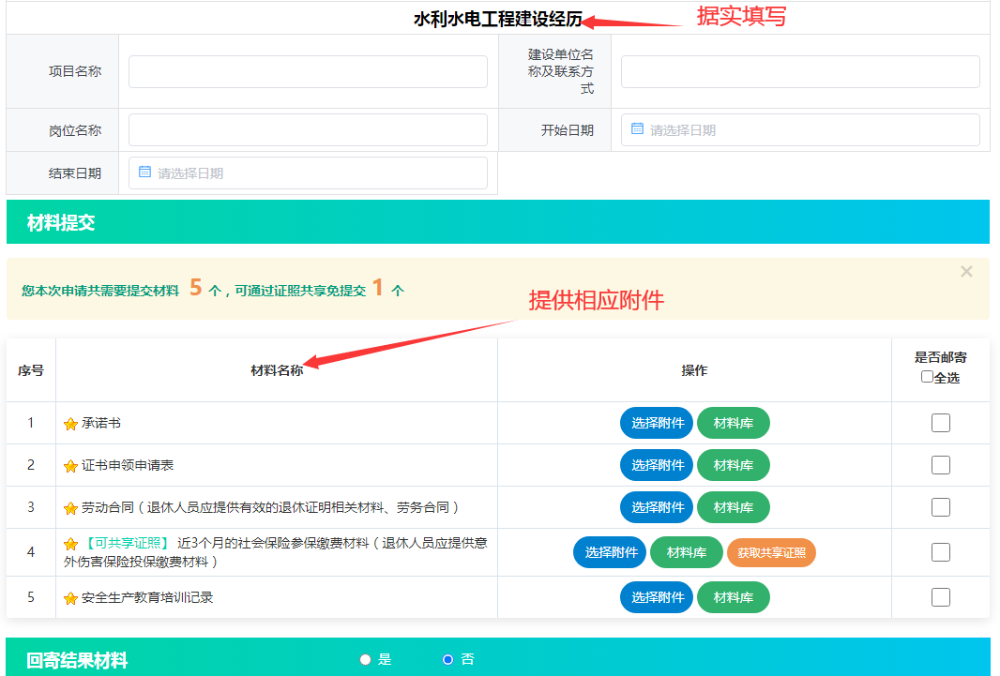 水利水电工程建设经历
据实填写
项目名称
建设单位名
称及联系方
式
岗位名称
开始日期
请选择日期
结束日期
请选择日期
材料提交
您本次申请共需要提交材料 5 个，可通过证照共享免提交 1 个
提供相应附件
序号
材料名称
操作
是否邮寄
全选
1 承诺书 选择附件 材料库
2 证书申领申请表 选择附件 材料库
3 劳动合同（退休人员应提供有效的退休证明相关材料、劳务合同） 选择附件 材料库
4 【可共享证照】 近3个月的社会保险参保缴费材料（退休人员应提供意
外伤害保险投保缴费材料） 选择附件 材料库 获取共享证照
5 安全生产教育培训记录 选择附件 材料库
回寄结果材料 是 否